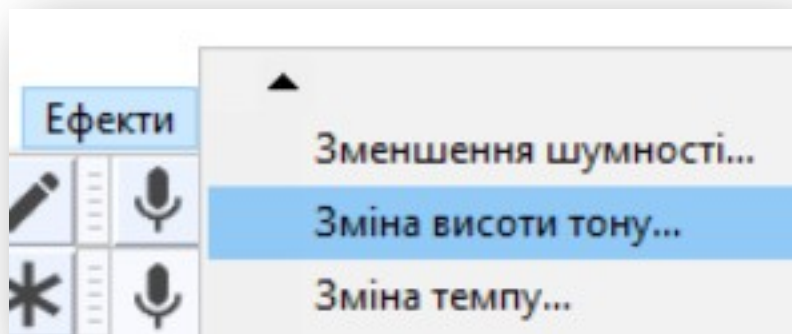 Ефекти
Зменшення шумності...
Зміна висоти тону...
Зміна темпу...